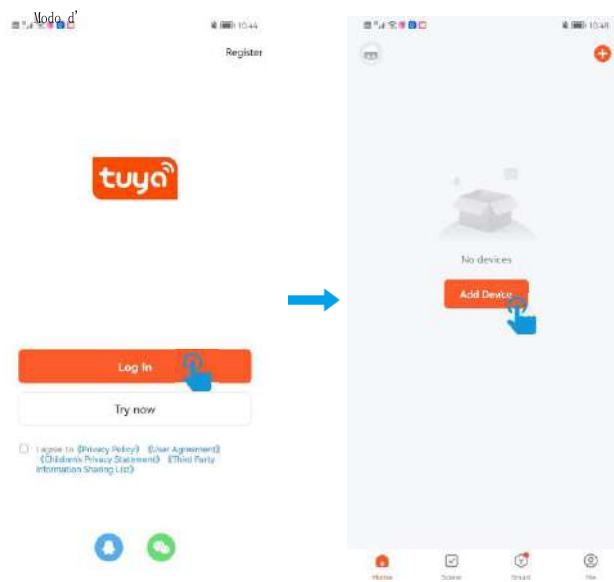 Modo d'
10:44
Register
tuya
Log In
Try now
I agree to 《Privacy Policy》 《User Agreement》
《Children's Privacy Statement》 《Third Party
Information Sharing List》
10:48
No devices
Add Device
Home
Scene
Smart
Me